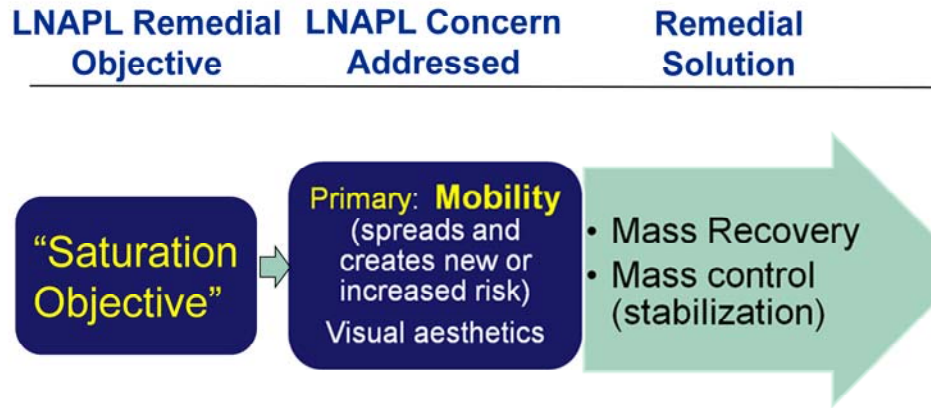 LNAPL Remedial
Objective
LNAPL Concern
Addressed
Remedial
Solution
“Saturation
Objective”
Primary: Mobility
(spreads and
creates new or
increased risk)
Visual aesthetics
• Mass Recovery
• Mass control
(stabilization)